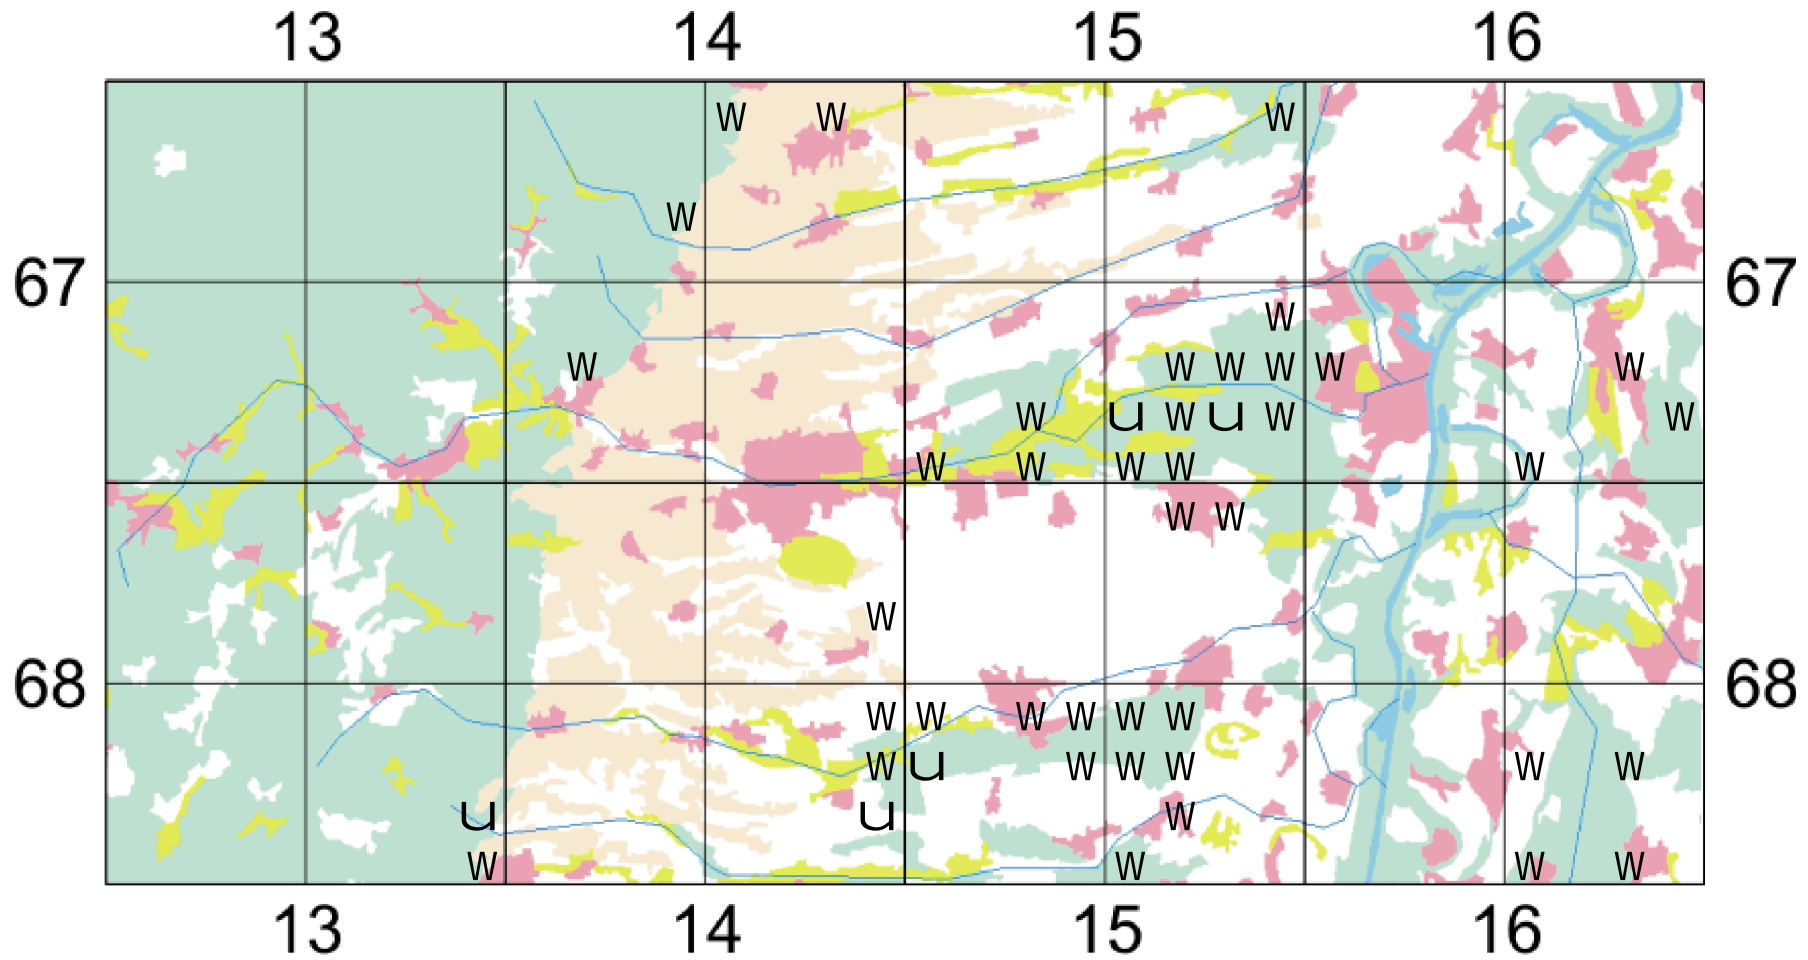 13 14 15 16
W W W
W
67 67
W
W W W W W W
W u W u W W
W W W W W
W W
W
68 68
W W W W W W
W u W W W W W
u u W
W W W W
13 14 15 16